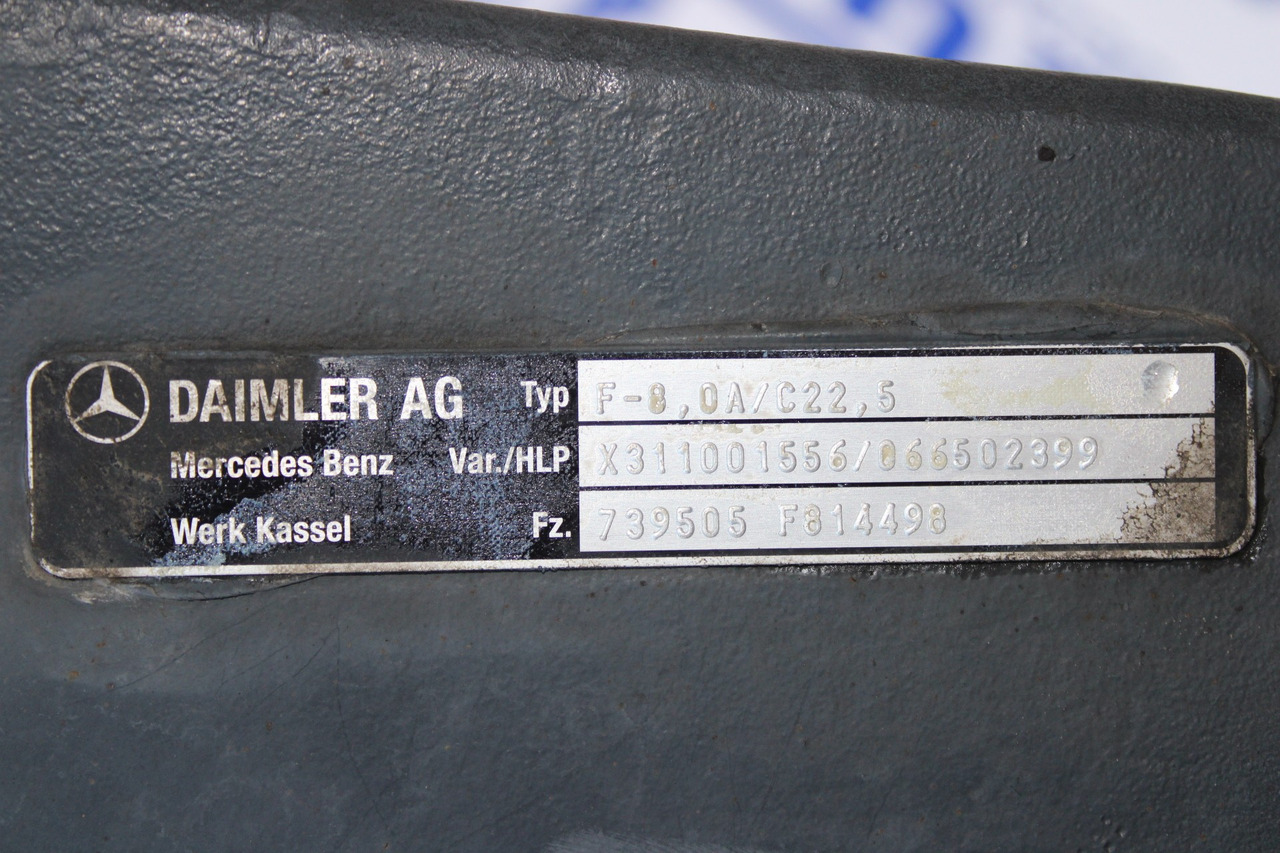 DAIMLER AG Typ F-8,0A/C22,5
Mercedes Benz Var./HLP X311001556/066502399
Werk Kassel Fz. 739505 F814498